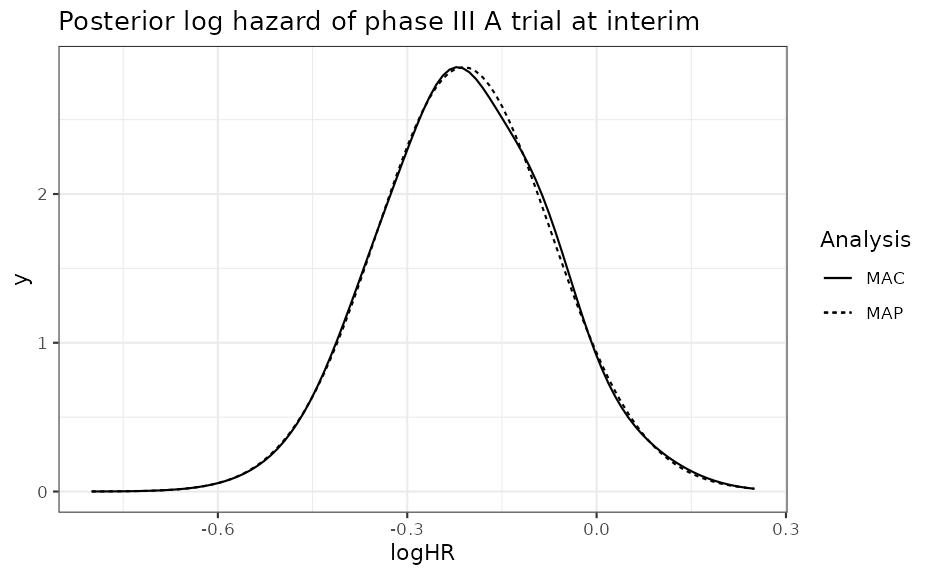 Posterior log hazard of phase III A trial at interim
2
1
0
y
-0.6 -0.3 0.0 0.3
logHR
Analysis
MAC
MAP